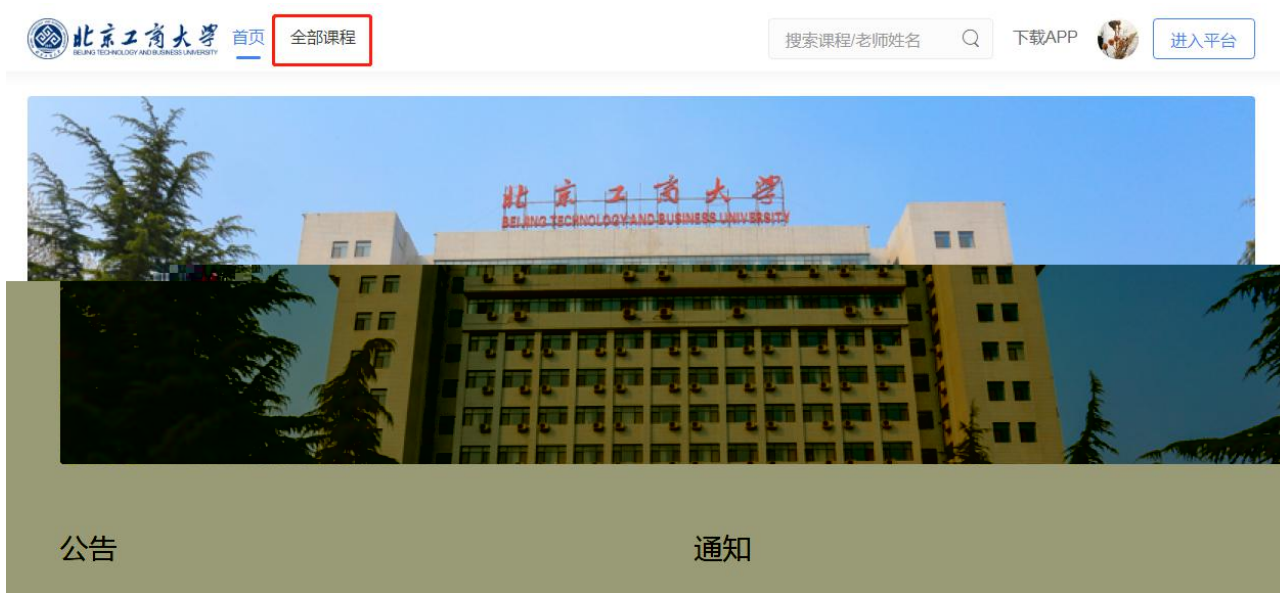 北京工商大学 首页 全部课程 搜索课程/老师姓名 下载APP 进入平台
BEIJING TECHNOLOGY AND BUSINESS UNIVERSITY
北京工商大学
BEIJING TECHNOLOGY AND BUSINESS UNIVERSITY
公告 通知